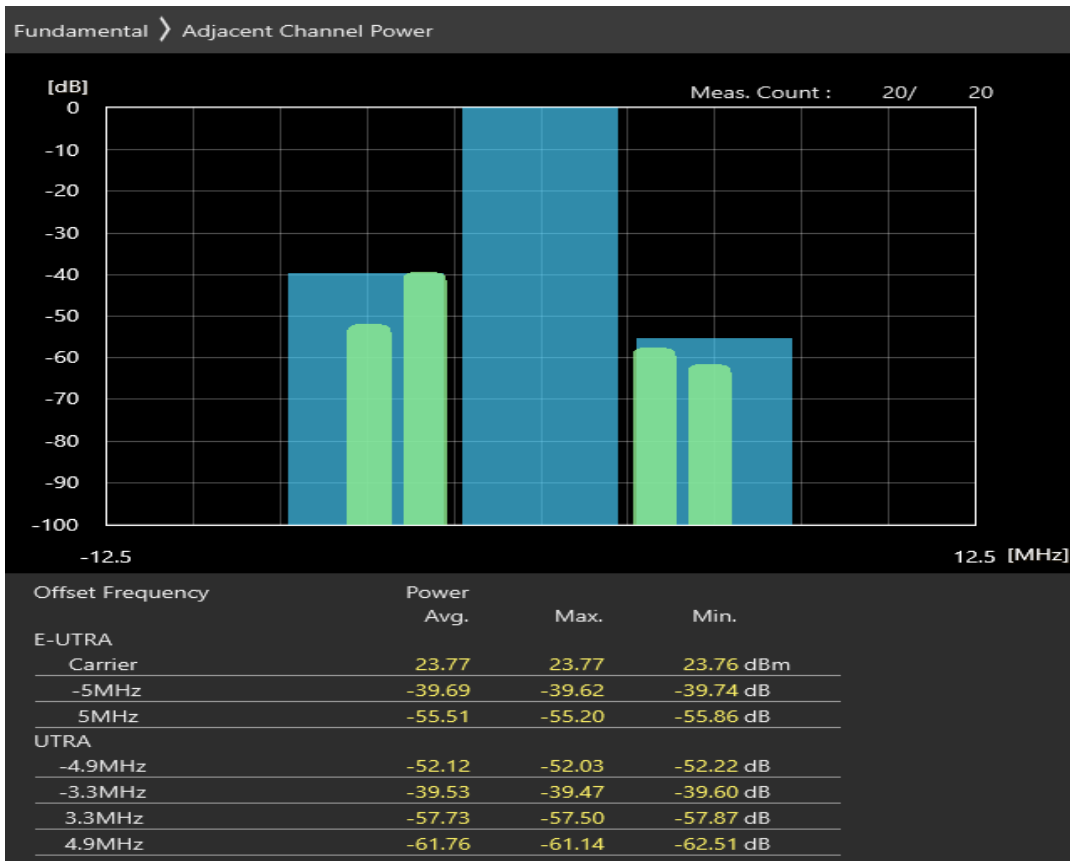 Fundamental 〉 Adjacent Channel Power
[dB]
Meas. Count : 20/ 20
0
-10
-20
-30
-40
-50
-60
-70
-80
-90
-100
-12.5 12.5 [MHz]
Offset Frequency Power
Avg. Max. Min.
E-UTRA
Carrier 23.77 23.77 23.76 dBm
-5MHz -39.69 -39.62 -39.74 dB
5MHz -55.51 -55.20 -55.86 dB
UTRA
-4.9MHz -52.12 -52.03 -52.22 dB
-3.3MHz -39.53 -39.47 -39.60 dB
3.3MHz -57.73 -57.50 -57.87 dB
4.9MHz -61.76 -61.14 -62.51 dB